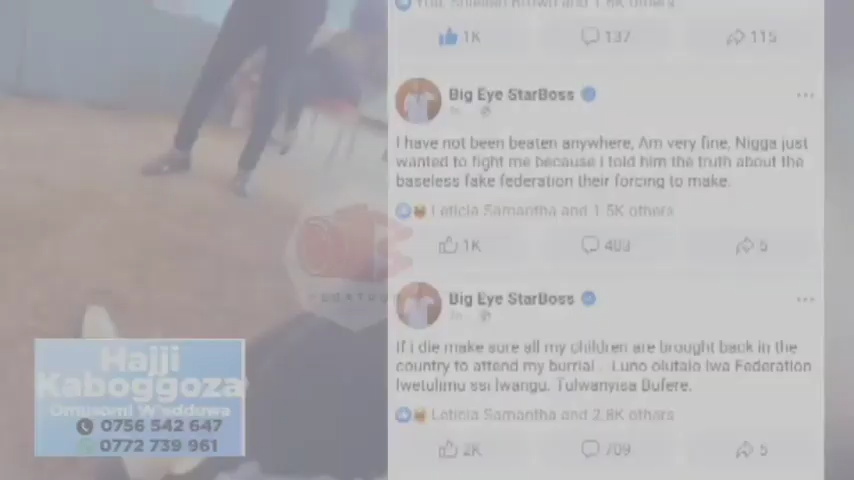 1K 137 115
Big Eye StarBoss
I have not been beaten anywhere, Am very fine, Nigga just
wanted to fight me because i told him the truth about the
baseless fake federation their forcing to make.
Leticia Samantha and 1.5K others
1K 403 5
Big Eye StarBoss
If i die make sure all my children are brought back in the
country to attend my burrial . Luno olutalo lwa Federation
lwetulimu ssi lwangu. Tulwanyisa Bufere.
Leticia Samantha and 2.8K others
2K 709 5
Hajji
Kaboggoza
Omusomi W'edduwa
0756 542 647
0772 739 961